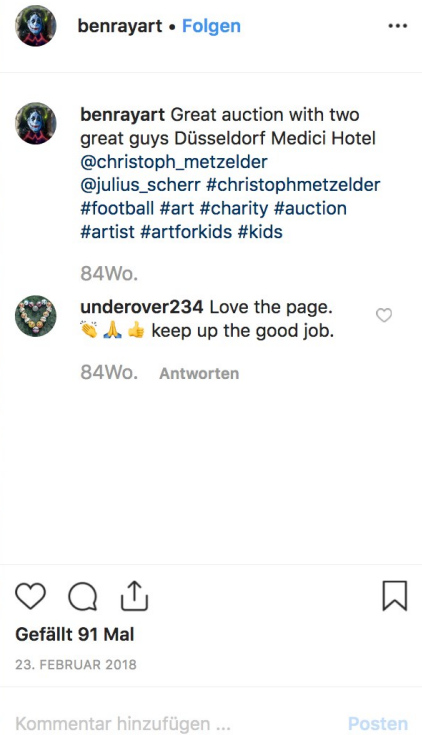 benrayart • Folgen
benrayart Great auction with two
great guys Düsseldorf Medici Hotel
@christoph_metzelder
@julius_scherr #christophmetzelder
#football #art #charity #auction
#artist #artforkids #kids
84Wo.
underover234 Love the page.
👏🙏👍 keep up the good job.
84Wo. Antworten
Gefällt 91 Mal
23. FEBRUAR 2018
Kommentar hinzufügen ... Posten